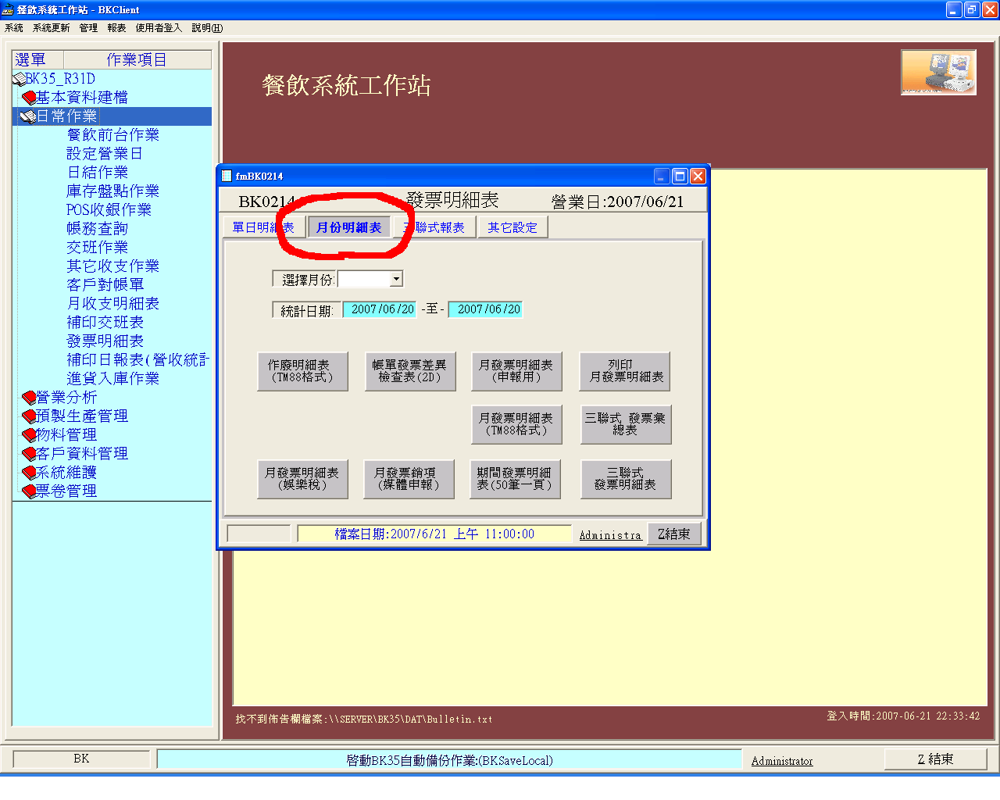 餐飲系統工作站 - BKClient
系統 系統更新 管理 報表 使用者登入 說明(H)
選單 作業項目
BK35_R31D
基本資料建檔
日常作業
餐飲前台作業
設定營業日
日結作業
庫存盤點作業
POS收銀作業
帳務查詢
交班作業
其它收支作業
客戶對帳單
月收支明細表
補印交班表
發票明細表
補印日報表(營收統計
進貨入庫作業
營業分析
預製生產管理
物料管理
客戶資料管理
系統維護
票卷管理
餐飲系統工作站
fmBK0214
BK0214 發票明細表 營業日:2007/06/21
單日明細表 月份明細表 三聯式報表 其它設定
選擇月份:
統計日期: 2007/06/20 -至- 2007/06/20
作廢明細表
(TM88格式)
帳單發票差異
檢查表(2D)
月發票明細表
(申報用)
列印
月發票明細表
月發票明細表
(TM88格式)
三聯式 發票彙
總表
月發票明細表
(娛樂稅)
月發票銷項
(媒體申報)
期間發票明細
表(50筆一頁)
三聯式
發票明細表
檔案日期:2007/6/21 上午 11:00:00 Administra Z結束
找不到佈告欄檔案:\\SERVER\BK35\DAT\Bulletin.txt
登入時間:2007-06-21 22:33:42
BK 啓動BK35自動備份作業:(BKSaveLocal) Administrator Z 結束